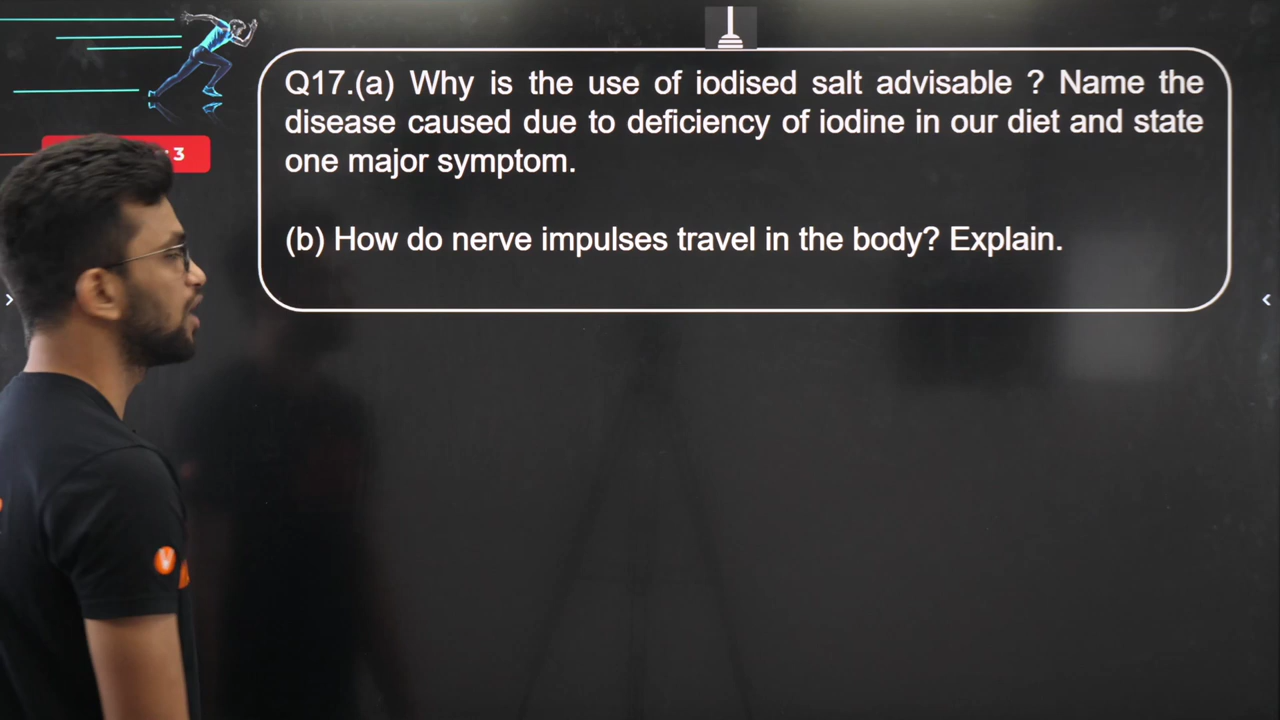 3
Q17.(a) Why is the use of iodised salt advisable ? Name the
disease caused due to deficiency of iodine in our diet and state
one major symptom.
(b) How do nerve impulses travel in the body? Explain.